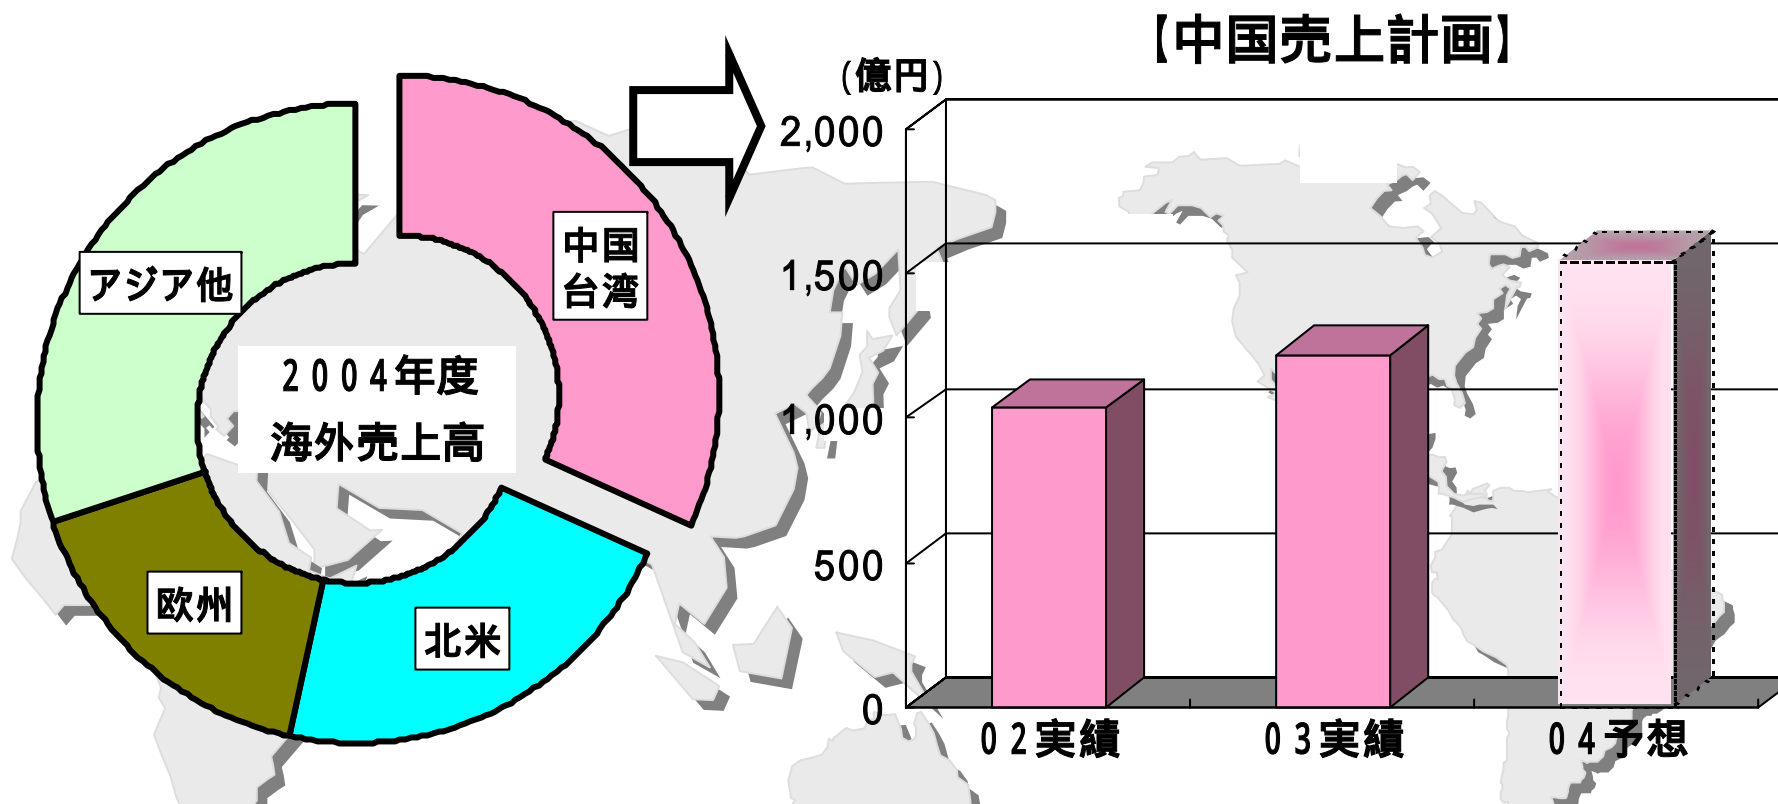 【中国売上計画】
(億円)
2,000
1,500
1,000
500
0
02実績
03実績
04予想
中国
台湾
アジア他
2004年度
海外売上高
欧州
北米